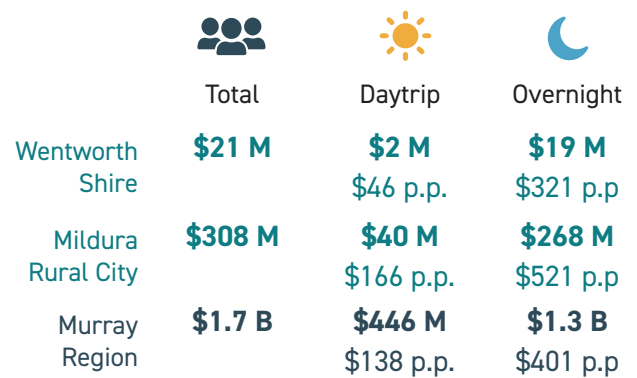 Total Daytrip Overnight
Wentworth Shire $21 M $2 M $19 M
$46 p.p. $321 p.p
Mildura Rural City $308 M $40 M $268 M
$166 p.p. $521 p.p
Murray Region $1.7 B $446 M $1.3 B
$138 p.p. $401 p.p